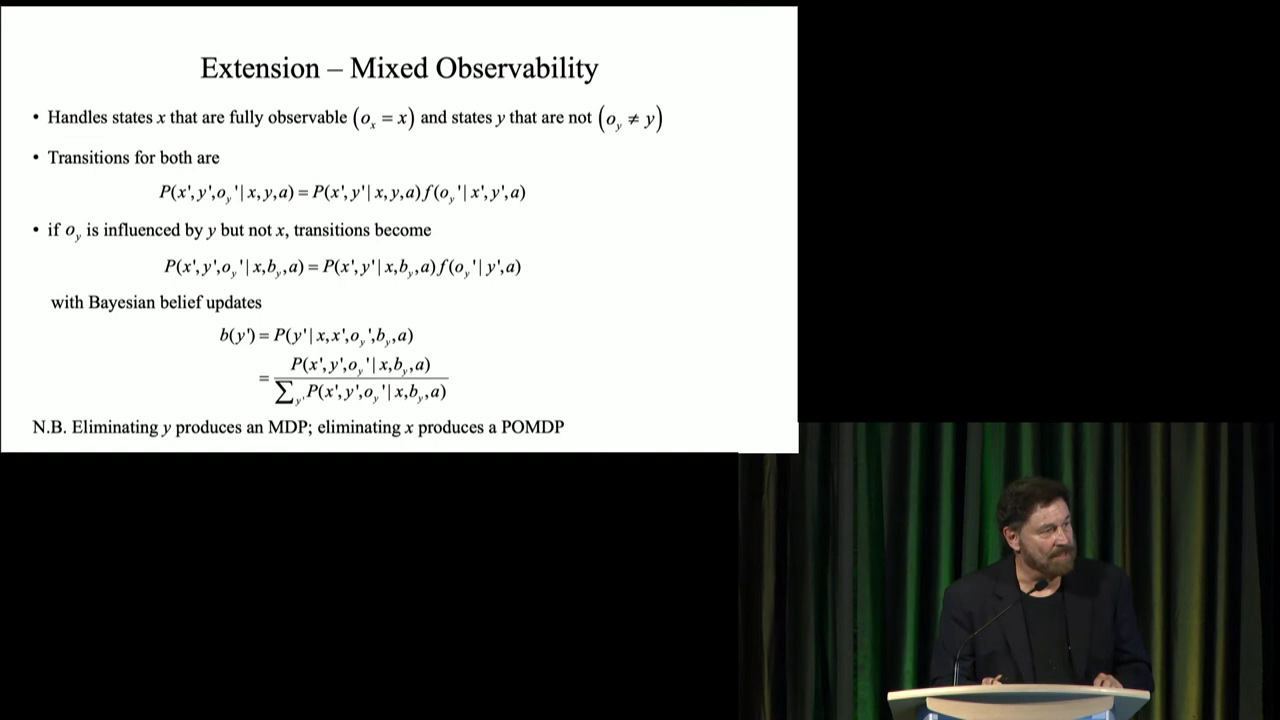 Extension – Mixed Observability
• Handles states x that are fully observable (oₓ = x) and states y that are not (o_y ≠ y)
• Transitions for both are
P(x',y',o_y'|x,y,a) = P(x',y'|x,y,a)f(o_y'|x',y',a)
• if o_y is influenced by y but not x, transitions become
P(x',y',o_y'|x,b_y,a) = P(x',y'|x,b_y,a)f(o_y'|y',a)
with Bayesian belief updates
b(y') = P(y'|x,x',o_y',b_y,a)
P(x',y',o_y'|x,b_y,a)
=
∑_y' P(x',y',o_y'|x,b_y,a)
N.B. Eliminating y produces an MDP; eliminating x produces a POMDP